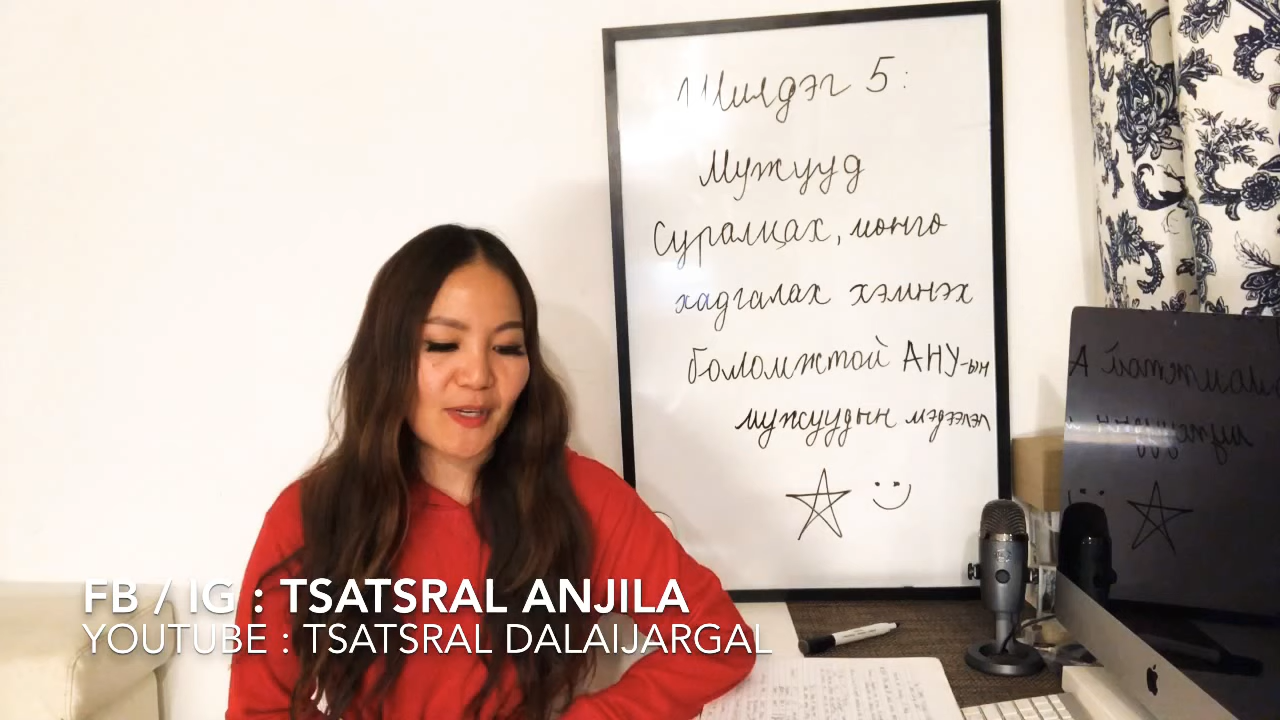 Шилдэг 5:
Мужууд
Суралцах, мөнгө
хадгалах хэмнэх
боломжтой АНУ-ын
мужуудын мэдээлэл
FB / IG : TSATSRAL ANJILA
YOUTUBE : TSATSRAL DALAIJARGAL